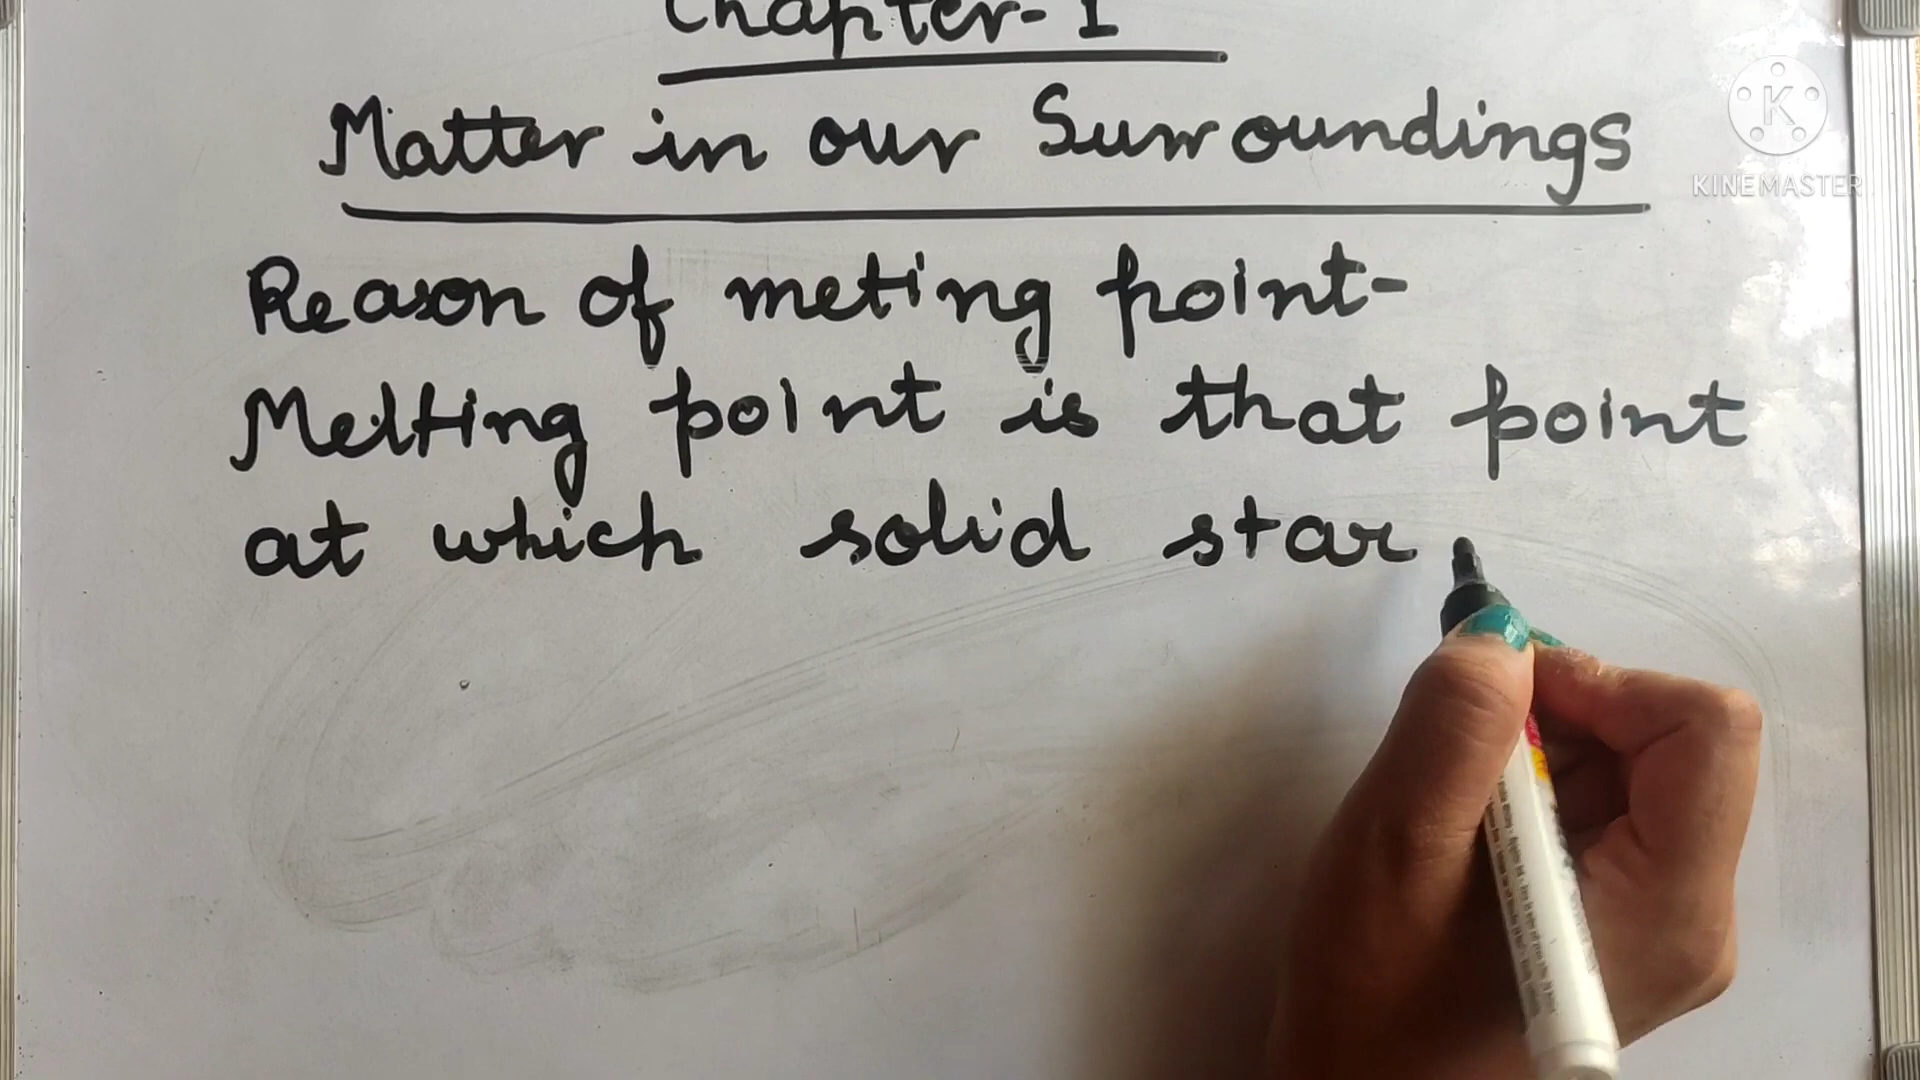 Chapter-1
Matter in our Surroundings
Reason of meting point-
Melting point is that point
at which solid star
KINEMASTER